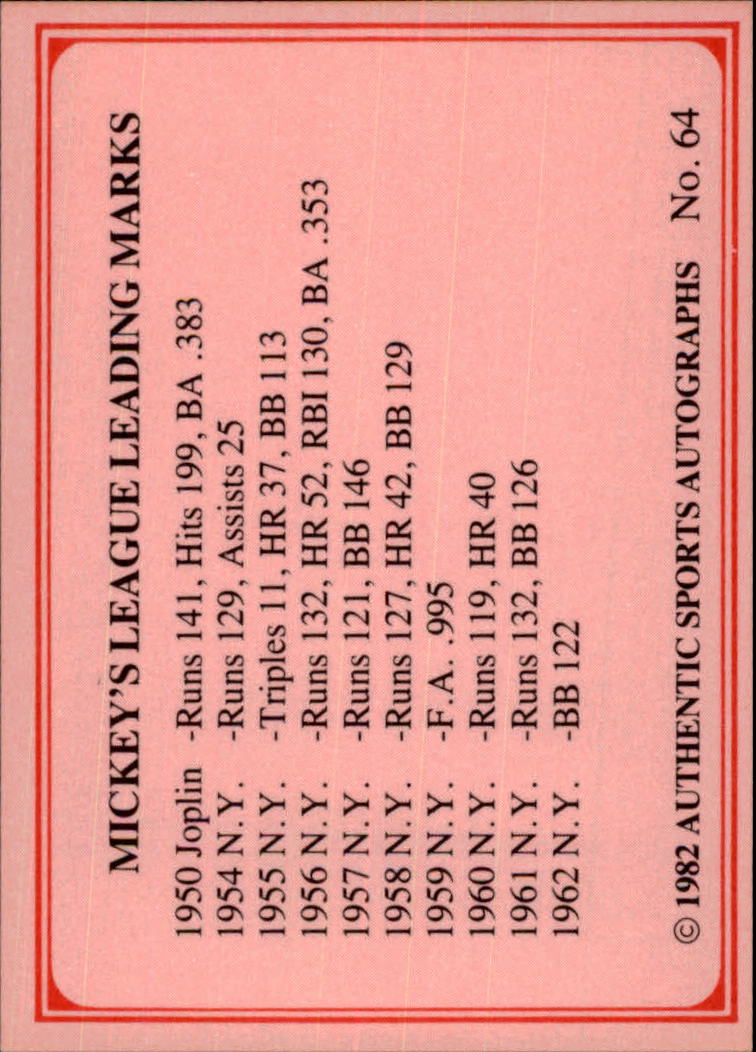 MICKEY'S LEAGUE LEADING MARKS
1950 Joplin -Runs 141, Hits 199, BA .383
1954 N.Y. -Runs 129, Assists 25
1955 N.Y. -Triples 11, HR 37, BB 113
1956 N.Y. -Runs 132, HR 52, RBI 130, BA .353
1957 N.Y. -Runs 121, BB 146
1958 N.Y. -Runs 127, HR 42, BB 129
1959 N.Y. -F.A. .995
1960 N.Y. -Runs 119, HR 40
1961 N.Y. -Runs 132, BB 126
1962 N.Y. -BB 122
© 1982 AUTHENTIC SPORTS AUTOGRAPHS No. 64